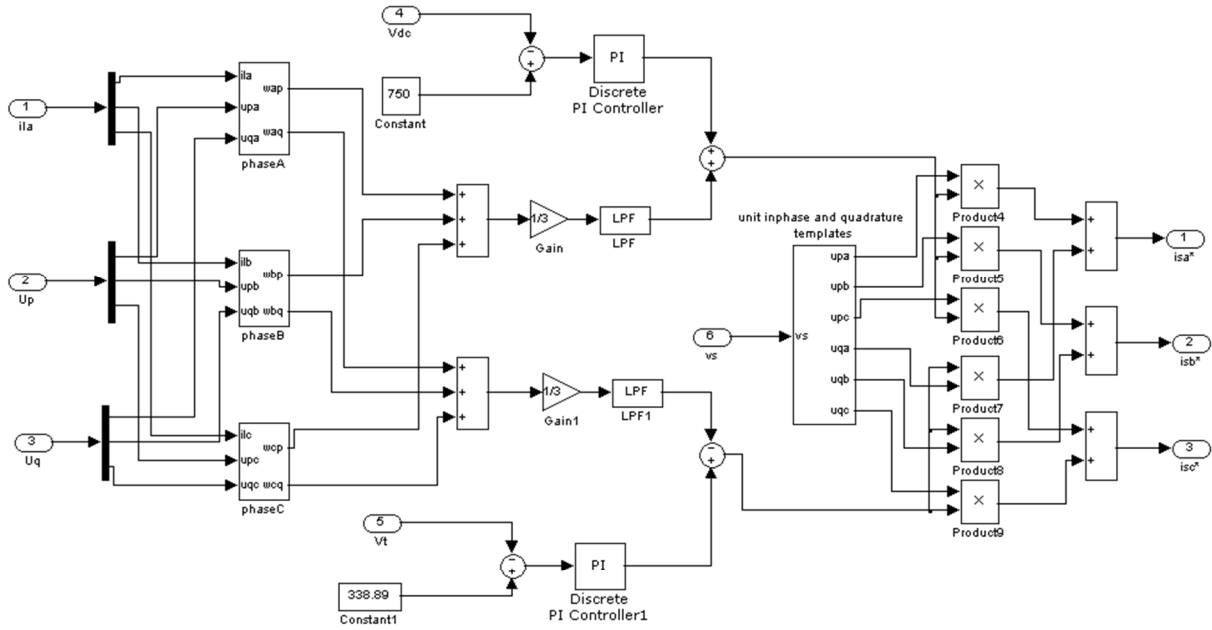 4
Vdc
PI
Discrete
PI Controller
750
Constant
1
ila
ila
upa
uqa
wap
waq
phaseA
+
+
+
+
+
1/3
Gain
LPF
LPF
unit inphase and quadrature
templates
×
Product4
×
Product5
×
Product6
×
Product7
×
Product8
×
Product9
+
+
1
isa*
2
Up
ilb
upb
uqb
wbp
wbq
phaseB
6
vs
vs
upa
upb
upc
uqa
uqb
uqc
+
+
2
isb*
+
+
+
1/3
Gain1
LPF
LPF1
3
Uq
ilc
upc
uqc
wcp
wcq
phaseC
+
+
3
isc*
5
Vt
PI
Discrete
PI Controller1
338.89
Constant1